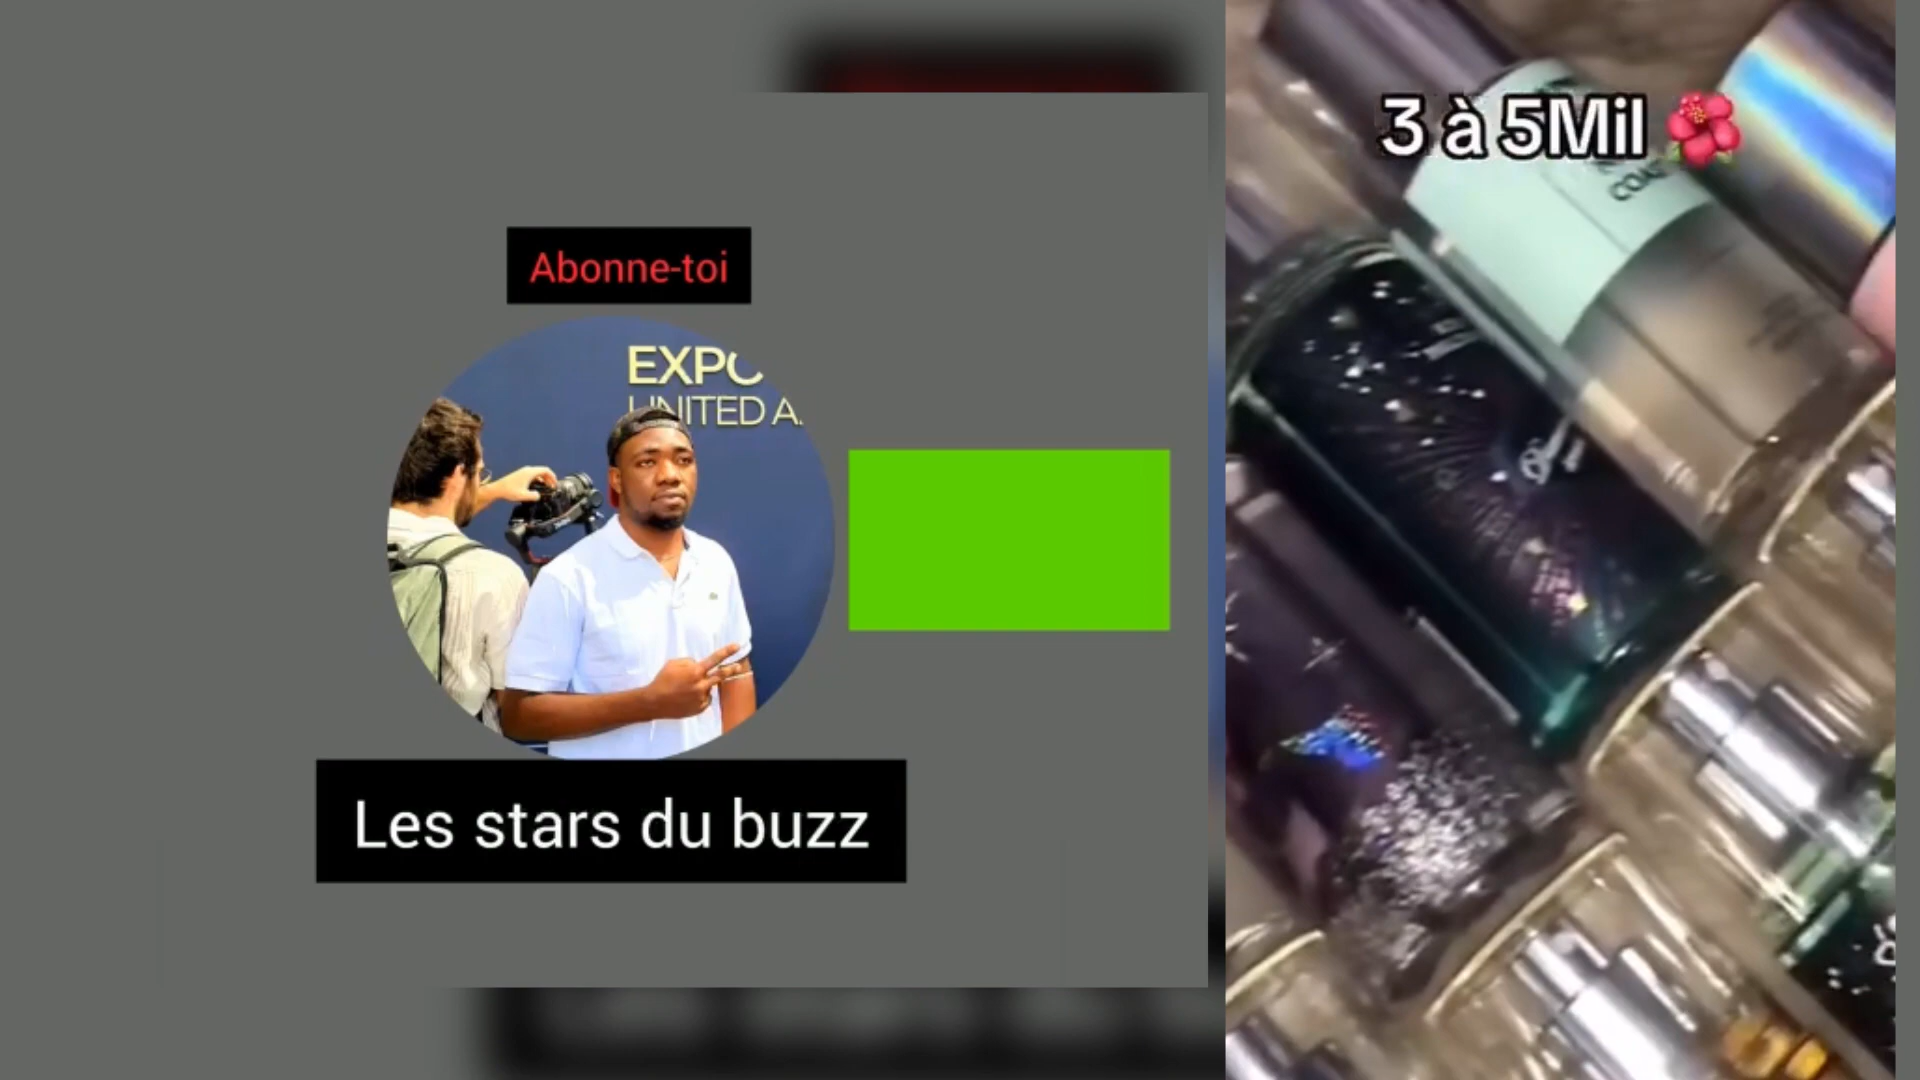 Abonne-toi
EXPO
UNITED A
Les stars du buzz
3 à 5Mil